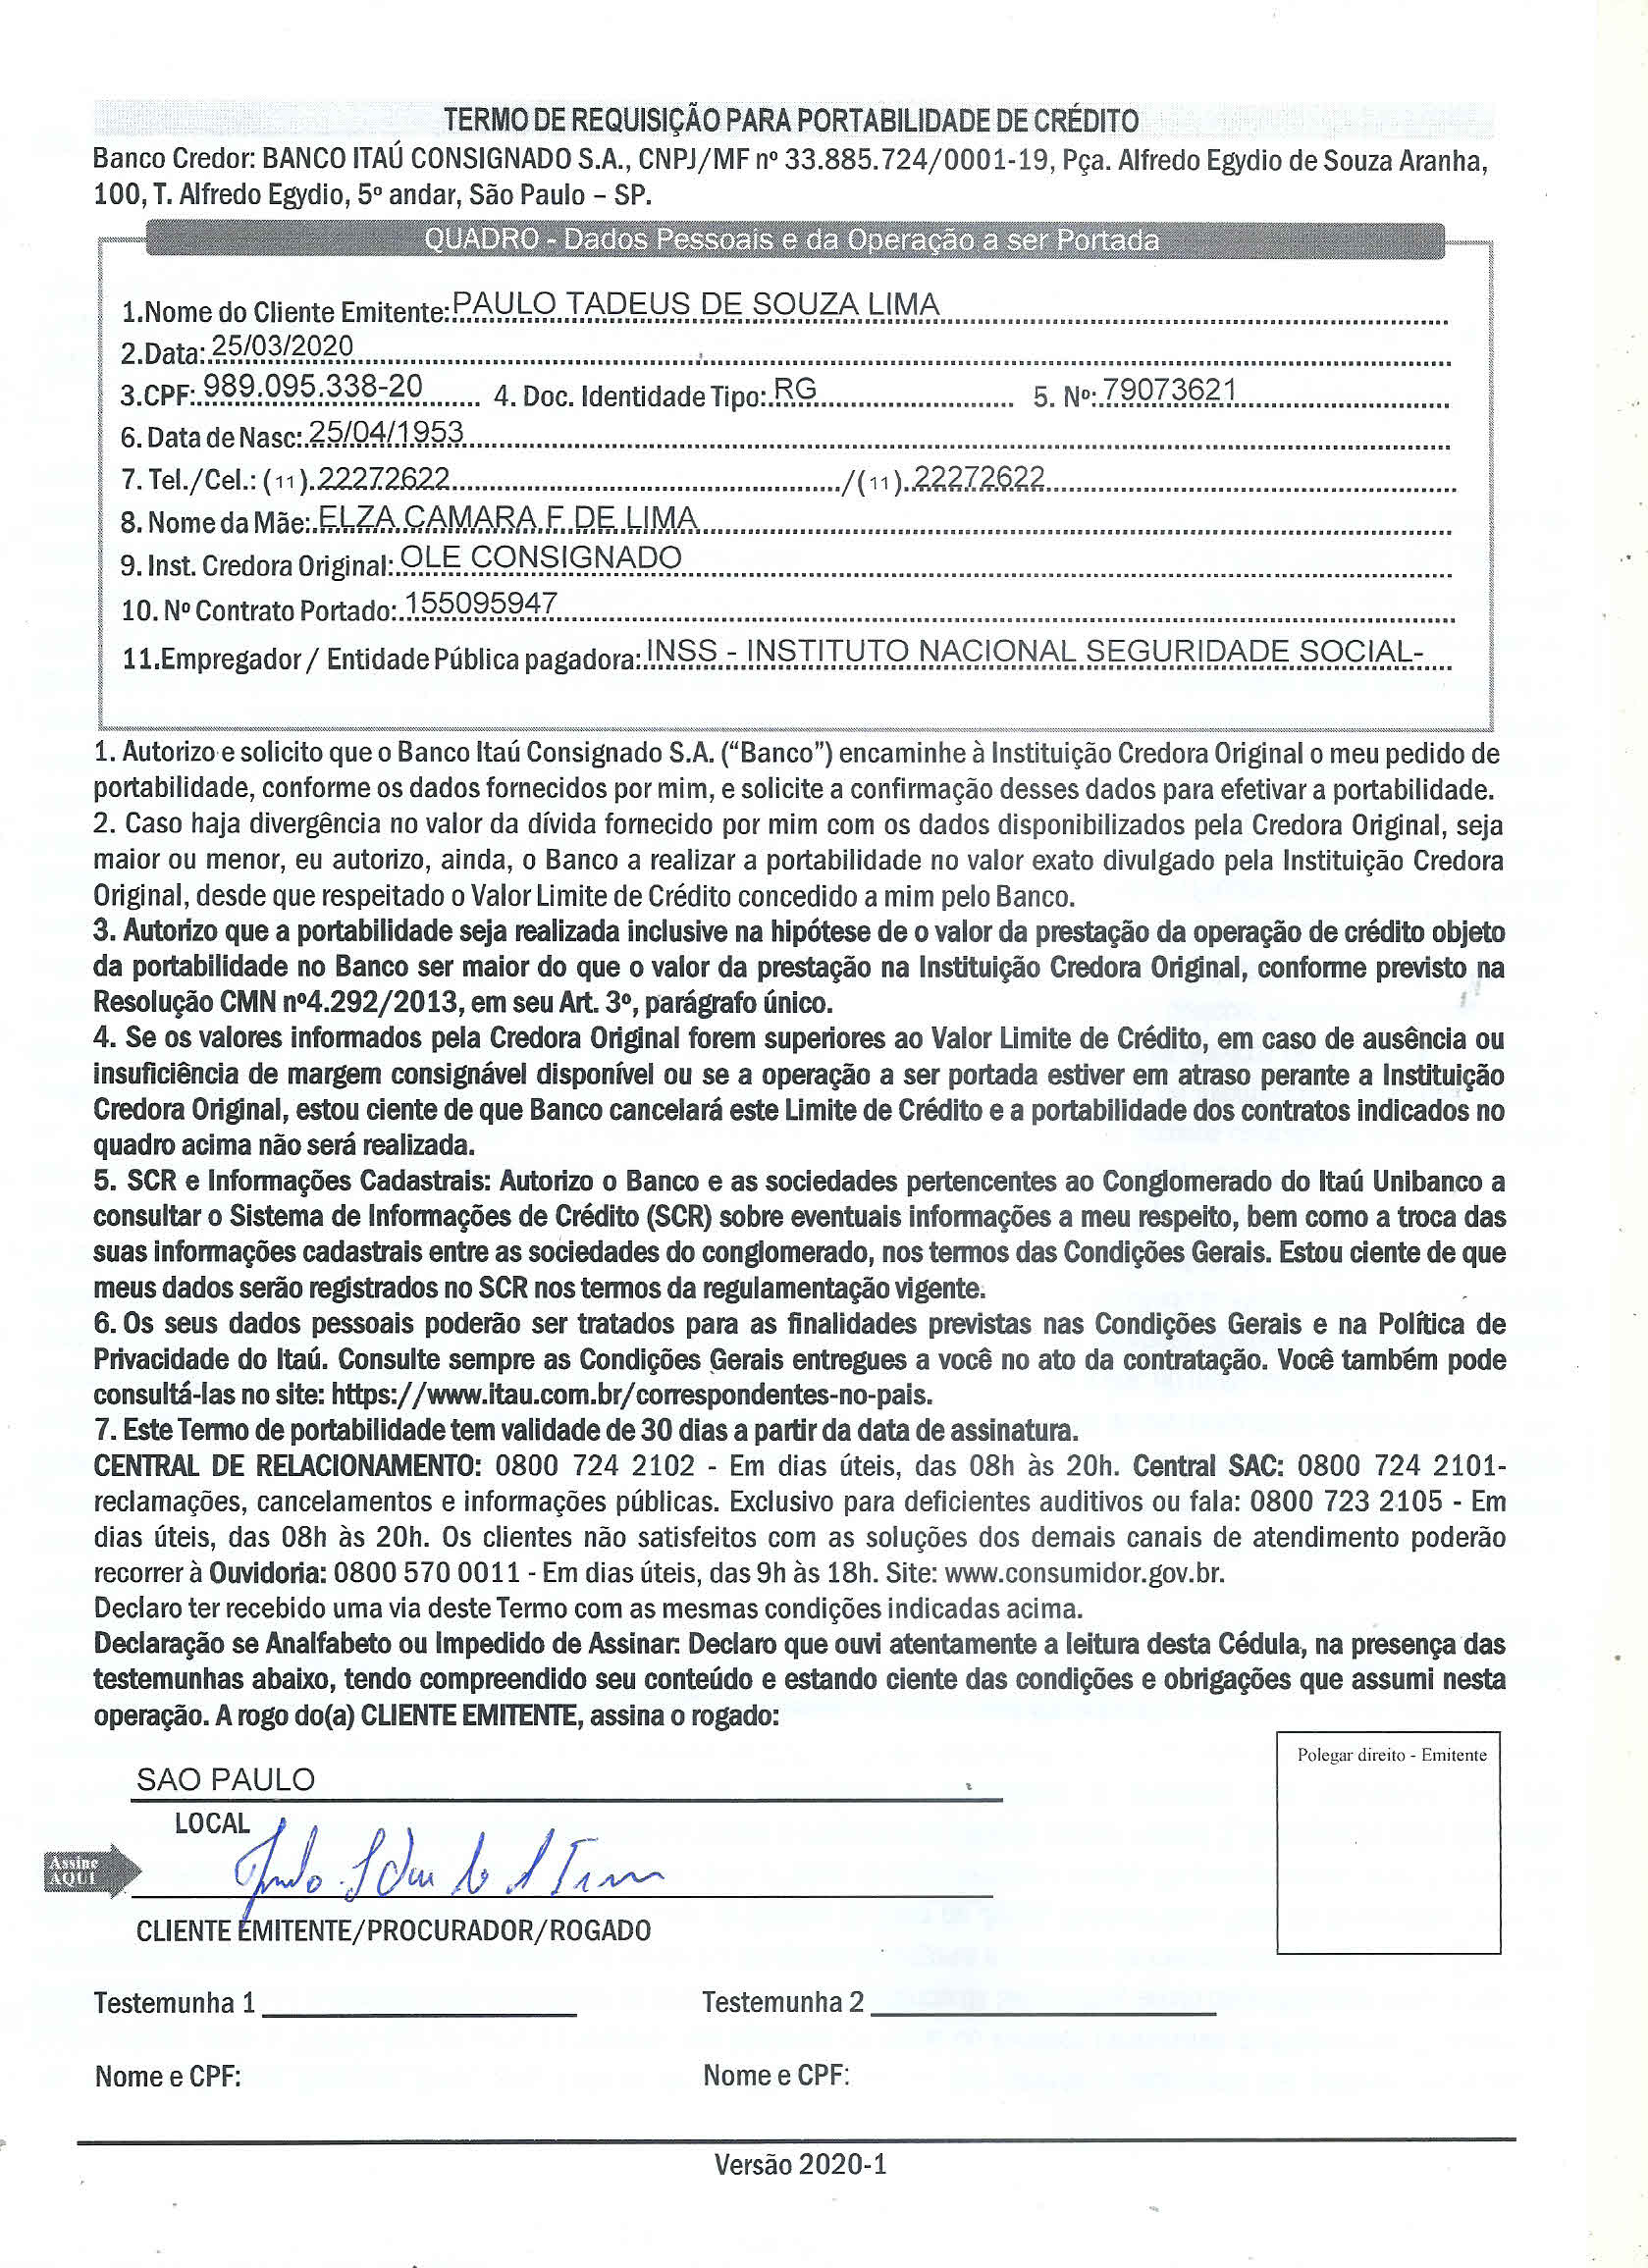 TERMO DE REQUISIÇÃO PARA PORTABILIDADE DE CRÉDITO
Banco Credor: BANCO ITAÚ CONSIGNADO S.A., CNPJ/MF nº 33.885.724/0001-19, Pça. Alfredo Egydio de Souza Aranha,
100, T. Alfredo Egydio, 5º andar, São Paulo – SP.
QUADRO - Dados Pessoais e da Operação a ser Portada
1.Nome do Cliente Emitente: PAULO TADEUS DE SOUZA LIMA
2.Data: 25/03/2020
3.CPF: 989.095.338-20 4. Doc. Identidade Tipo: RG 5. Nº: 79073621
6. Data de Nasc: 25/04/1953
7. Tel./Cel.: (11) 22272622 /(11) 22272622
8. Nome da Mãe: ELZA CAMARA F DE LIMA
9. Inst. Credora Original: OLE CONSIGNADO
10. Nº Contrato Portado: 155095947
11.Empregador / Entidade Pública pagadora: INSS - INSTITUTO NACIONAL SEGURIDADE SOCIAL-
1. Autorizo e solicito que o Banco Itaú Consignado S.A. (“Banco”) encaminhe à Instituição Credora Original o meu pedido de
portabilidade, conforme os dados fornecidos por mim, e solicite a confirmação desses dados para efetivar a portabilidade.
2. Caso haja divergência no valor da dívida fornecido por mim com os dados disponibilizados pela Credora Original, seja
maior ou menor, eu autorizo, ainda, o Banco a realizar a portabilidade no valor exato divulgado pela Instituição Credora
Original, desde que respeitado o Valor Limite de Crédito concedido a mim pelo Banco.
3. Autorizo que a portabilidade seja realizada inclusive na hipótese de o valor da prestação da operação de crédito objeto
da portabilidade no Banco ser maior do que o valor da prestação na Instituição Credora Original, conforme previsto na
Resolução CMN nº4.292/2013, em seu Art. 3º, parágrafo único.
4. Se os valores informados pela Credora Original forem superiores ao Valor Limite de Crédito, em caso de ausência ou
insuficiência de margem consignável disponível ou se a operação a ser portada estiver em atraso perante a Instituição
Credora Original, estou ciente de que Banco cancelará este Limite de Crédito e a portabilidade dos contratos indicados no
quadro acima não será realizada.
5. SCR e Informações Cadastrais: Autorizo o Banco e as sociedades pertencentes ao Conglomerado do Itaú Unibanco a
consultar o Sistema de Informações de Crédito (SCR) sobre eventuais informações a meu respeito, bem como a troca das
suas informações cadastrais entre as sociedades do conglomerado, nos termos das Condições Gerais. Estou ciente de que
meus dados serão registrados no SCR nos termos da regulamentação vigente.
6. Os seus dados pessoais poderão ser tratados para as finalidades previstas nas Condições Gerais e na Política de
Privacidade do Itaú. Consulte sempre as Condições Gerais entregues a você no ato da contratação. Você também pode
consultá-las no site: https://www.itau.com.br/correspondentes-no-pais.
7. Este Termo de portabilidade tem validade de 30 dias a partir da data de assinatura.
CENTRAL DE RELACIONAMENTO: 0800 724 2102 - Em dias úteis, das 08h às 20h. Central SAC: 0800 724 2101-
reclamações, cancelamentos e informações públicas. Exclusivo para deficientes auditivos ou fala: 0800 723 2105 - Em
dias úteis, das 08h às 20h. Os clientes não satisfeitos com as soluções dos demais canais de atendimento poderão
recorrer à Ouvidoria: 0800 570 0011 - Em dias úteis, das 9h às 18h. Site: www.consumidor.gov.br.
Declaro ter recebido uma via deste Termo com as mesmas condições indicadas acima.
Declaração se Analfabeto ou Impedido de Assinar: Declaro que ouvi atentamente a leitura desta Cédula, na presença das
testemunhas abaixo, tendo compreendido seu conteúdo e estando ciente das condições e obrigações que assumi nesta
operação. A rogo do(a) CLIENTE EMITENTE, assina o rogado:
Polegar direito - Emitente
SAO PAULO
LOCAL
Assine
AQUI
CLIENTE EMITENTE/PROCURADOR/ROGADO
Testemunha 1 Testemunha 2
Nome e CPF: Nome e CPF:
Versão 2020-1